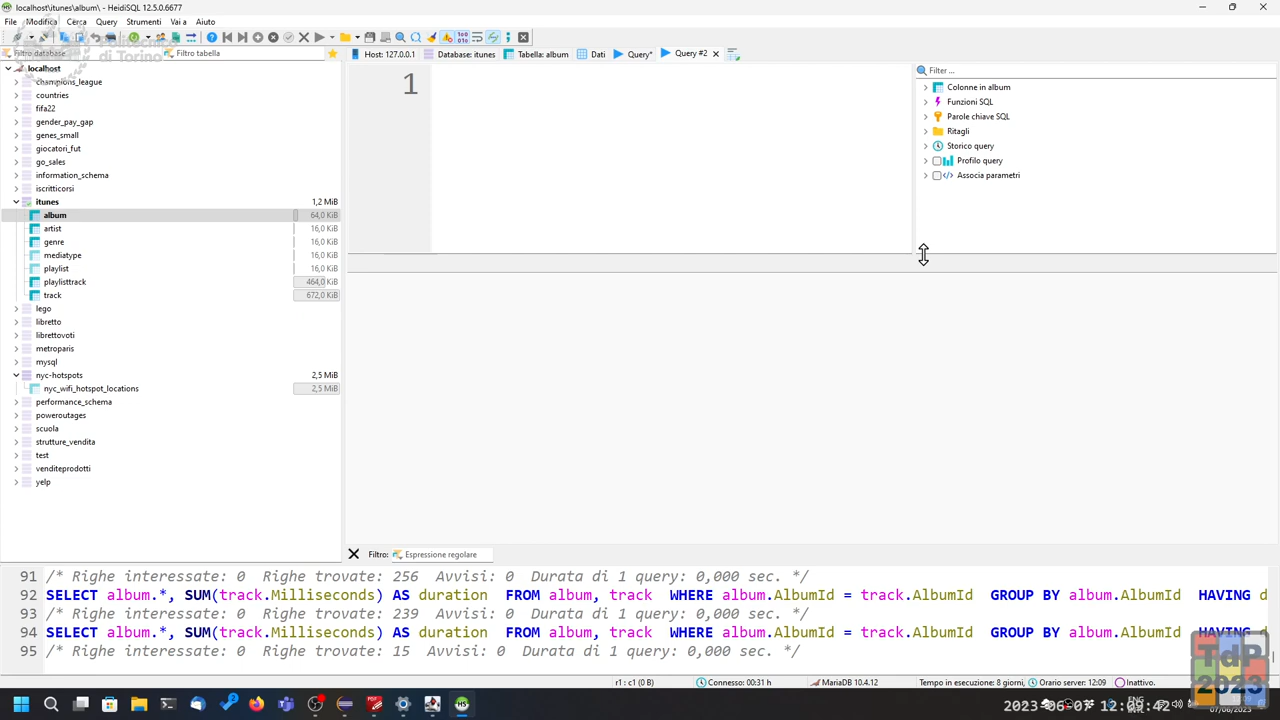 localhost\itunes\album\ - HeidiSQL 12.5.0.6677
File Modifica Cerca Query Strumenti Vai a Aiuto
Politecnico
di Torino
Filtro database Filtro tabella
Host: 127.0.0.1 Database: itunes Tabella: album Dati Query* Query #2
localhost
champions_league
countries
fifa22
gender_pay_gap
genes_small
giocatori_fut
go_sales
information_schema
iscritticorsi
itunes 1,2 MiB
album 64,0 KiB
artist 16,0 KiB
genre 16,0 KiB
mediatype 16,0 KiB
playlist 16,0 KiB
playlisttrack 464,0 KiB
track 672,0 KiB
lego
libretto
librettovoti
metroparis
mysql
nyc-hotspots 2,5 MiB
nyc_wifi_hotspot_locations 2,5 MiB
performance_schema
poweroutages
scuola
strutture_vendita
test
venditeprodotti
yelp
1
Filter ...
Colonne in album
Funzioni SQL
Parole chiave SQL
Ritagli
Storico query
Profilo query
Associa parametri
Filtro: Espressione regolare
91 /* Righe interessate: 0 Righe trovate: 256 Avvisi: 0 Durata di 1 query: 0,000 sec. */
92 SELECT album.*, SUM(track.Milliseconds) AS duration FROM album, track WHERE album.AlbumId = track.AlbumId GROUP BY album.AlbumId HAVING d
93 /* Righe interessate: 0 Righe trovate: 239 Avvisi: 0 Durata di 1 query: 0,000 sec. */
94 SELECT album.*, SUM(track.Milliseconds) AS duration FROM album, track WHERE album.AlbumId = track.AlbumId GROUP BY album.AlbumId HAVING
95 /* Righe interessate: 0 Righe trovate: 15 Avvisi: 0 Durata di 1 query: 0,000 sec. */
r1 : c1 (0 B) Connesso: 00:31 h MariaDB 10.4.12 Tempo in esecuzione: 8 giorni, Orario server: 12:09 Inattivo.
TdP
2023
ENG
07/06/2023